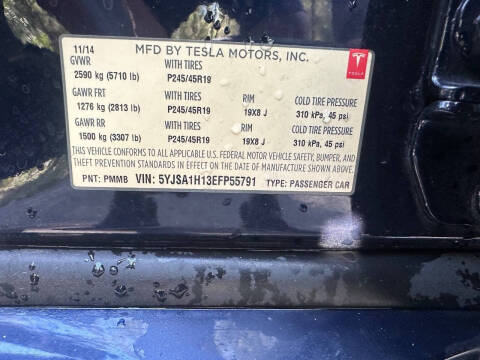 11/14 MFD BY TESLA MOTORS, INC.
GVWR WITH TIRES
2590 kg (5710 lb) P245/45R19
TESLA
GAWR FRT WITH TIRES RIM COLD TIRE PRESSURE
1276 kg (2813 lb) P245/45R19 19X8 J 310 kPa, 45 psi
GAWR RR WITH TIRES RIM COLD TIRE PRESSURE
1500 kg (3307 lb) P245/45R19 19X8 J 310 kPa, 45 psi
THIS VEHICLE CONFORMS TO ALL APPLICABLE U.S. FEDERAL MOTOR VEHICLE SAFETY, BUMPER, AND
THEFT PREVENTION STANDARDS IN EFFECT ON THE DATE OF MANUFACTURE SHOWN ABOVE.
PNT: PMMB VIN: 5YJSA1H13EFP55791 TYPE: PASSENGER CAR